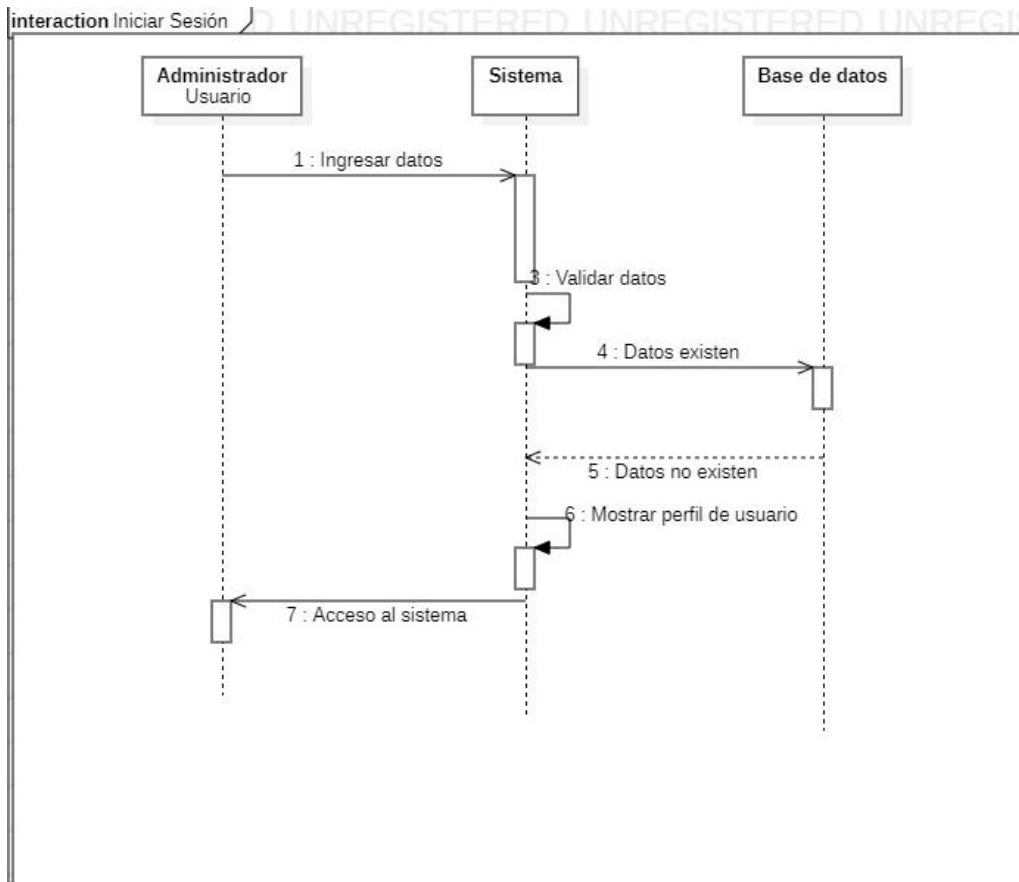 interaction Iniciar Sesión
D UNREGISTERED UNREGISTERED UNREGI
Administrador
Usuario
Sistema
Base de datos
1 : Ingresar datos
3 : Validar datos
4 : Datos existen
5 : Datos no existen
6 : Mostrar perfil de usuario
7 : Acceso al sistema